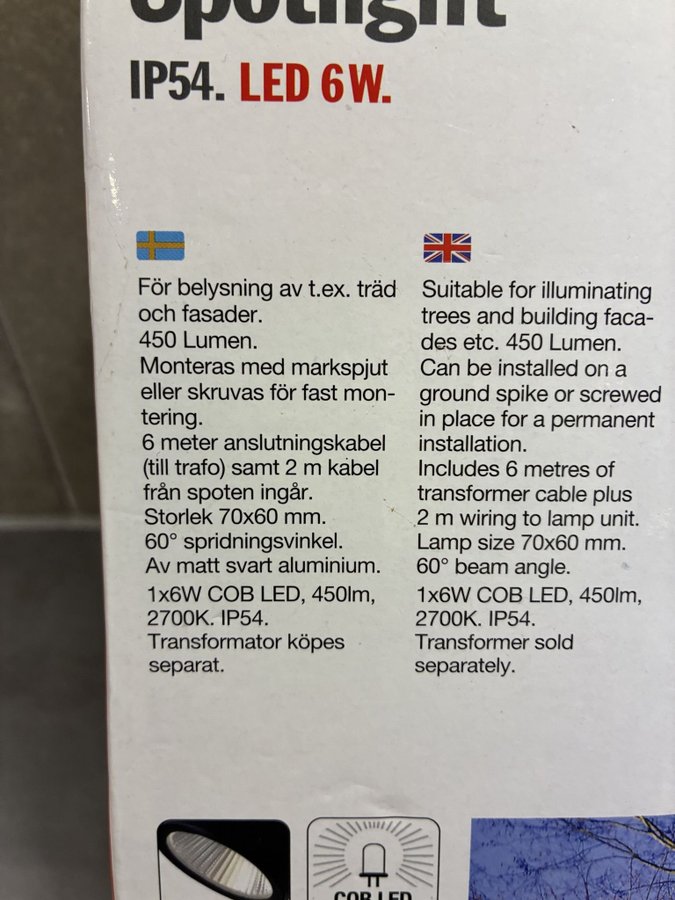 Spotlight
IP54. LED 6W.
För belysning av t.ex. träd
och fasader.
450 Lumen.
Monteras med markspjut
eller skruvas för fast mon-
tering.
6 meter anslutningskabel
(till trafo) samt 2 m kabel
från spoten ingår.
Storlek 70x60 mm.
60° spridningsvinkel.
Av matt svart aluminium.
1x6W COB LED, 450lm,
2700K. IP54.
Transformator köpes
separat.
Suitable for illuminating
trees and building faca-
des etc. 450 Lumen.
Can be installed on a
ground spike or screwed
in place for a permanent
installation.
Includes 6 metres of
transformer cable plus
2 m wiring to lamp unit.
Lamp size 70x60 mm.
60° beam angle.
1x6W COB LED, 450lm,
2700K. IP54.
Transformer sold
separately.
COB LED